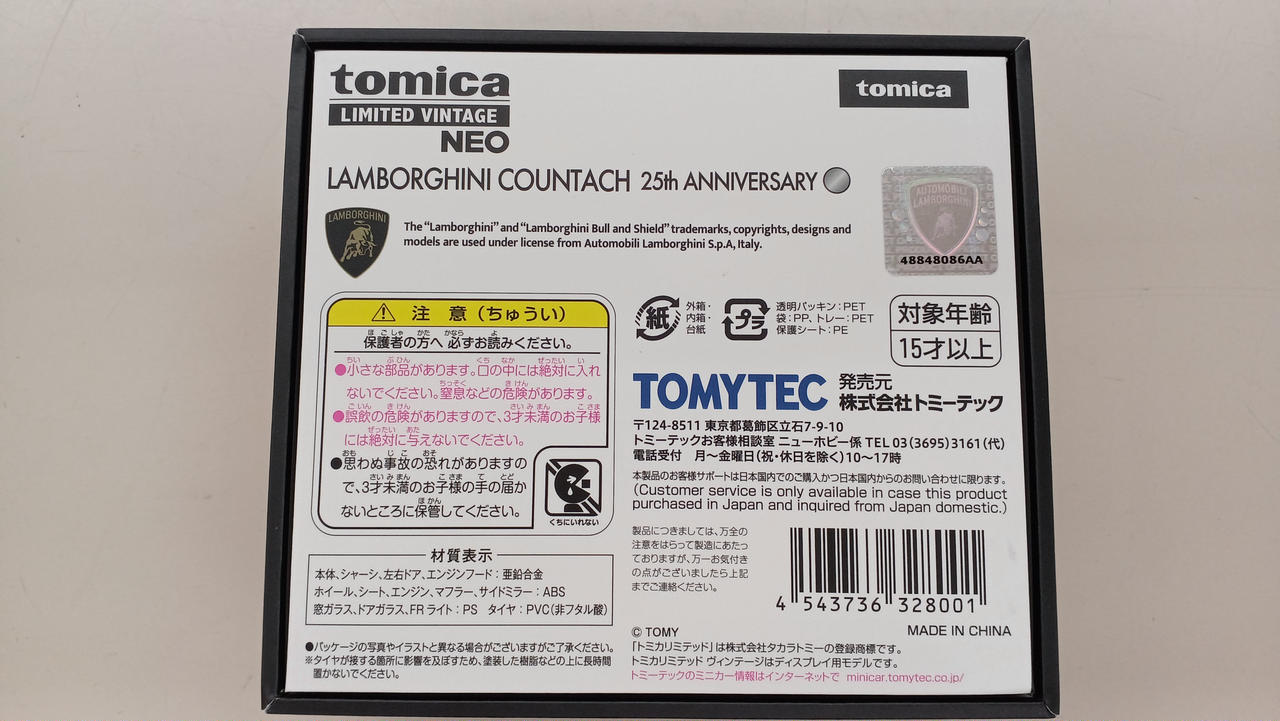 tomica
LIMITED VINTAGE
NEO
tomica
LAMBORGHINI COUNTACH 25th ANNIVERSARY
LAMBORGHINI
The “Lamborghini” and “Lamborghini Bull and Shield” trademarks, copyrights, designs and
models are used under license from Automobili Lamborghini S.p.A, Italy.
AUTOMOBILI
LAMBORGHINI
48848086AA
注 意(ちゅうい)
保護者の方へ 必ずお読みください。
●小さな部品があります。口の中には絶対に入れ
ないでください。窒息などの危険があります。
●誤飲の危険がありますので、3才未満のお子様
には絶対に与えないでください。
●思わぬ事故の恐れがありますの
で、3才未満のお子様の手の届か
ないところに保管してください。
くちにいれない
材質表示
本体、シャーシ、左右ドア、エンジンフード:亜鉛合金
ホイール、シート、エンジン、マフラー、サイドミラー:ABS
窓ガラス、ドアガラス、FRライト:PS タイヤ:PVC(非フタル酸)
●パッケージの写真やイラストと異なる場合がございますがご了承ください。
※タイヤが接する箇所に影響を及ぼすため、塗装した樹脂などの上に長時間
置かないでください。
紙
外箱・
内箱・
台紙
プラ
透明パッキン:PET
袋:PP、トレー:PET
保護シート:PE
対象年齢
15才以上
TOMYTEC
発売元
株式会社トミーテック
〒124-8511 東京都葛飾区立石7-9-10
トミーテックお客様相談室 ニューホビー係 TEL 03(3695)3161(代)
電話受付 月〜金曜日(祝・休日を除く)10〜17時
本製品のお客様サポートは日本国内でのご購入かつ日本国内からのお問い合わせに限ります。
(Customer service is only available in case this product
purchased in Japan and inquired from Japan domestic.)
製品につきましては、万全の
注意をはらって製造にあたっ
ておりますが、万一お気付き
の点がございましたら上記
までご連絡ください。
4 543736 328001
MADE IN CHINA
© TOMY
「トミカリミテッド」は株式会社タカラトミーの登録商標です。
トミカリミテッド ヴィンテージはディスプレイ用モデルです。
トミーテックのミニカー情報はインターネットで minicar.tomytec.co.jp/